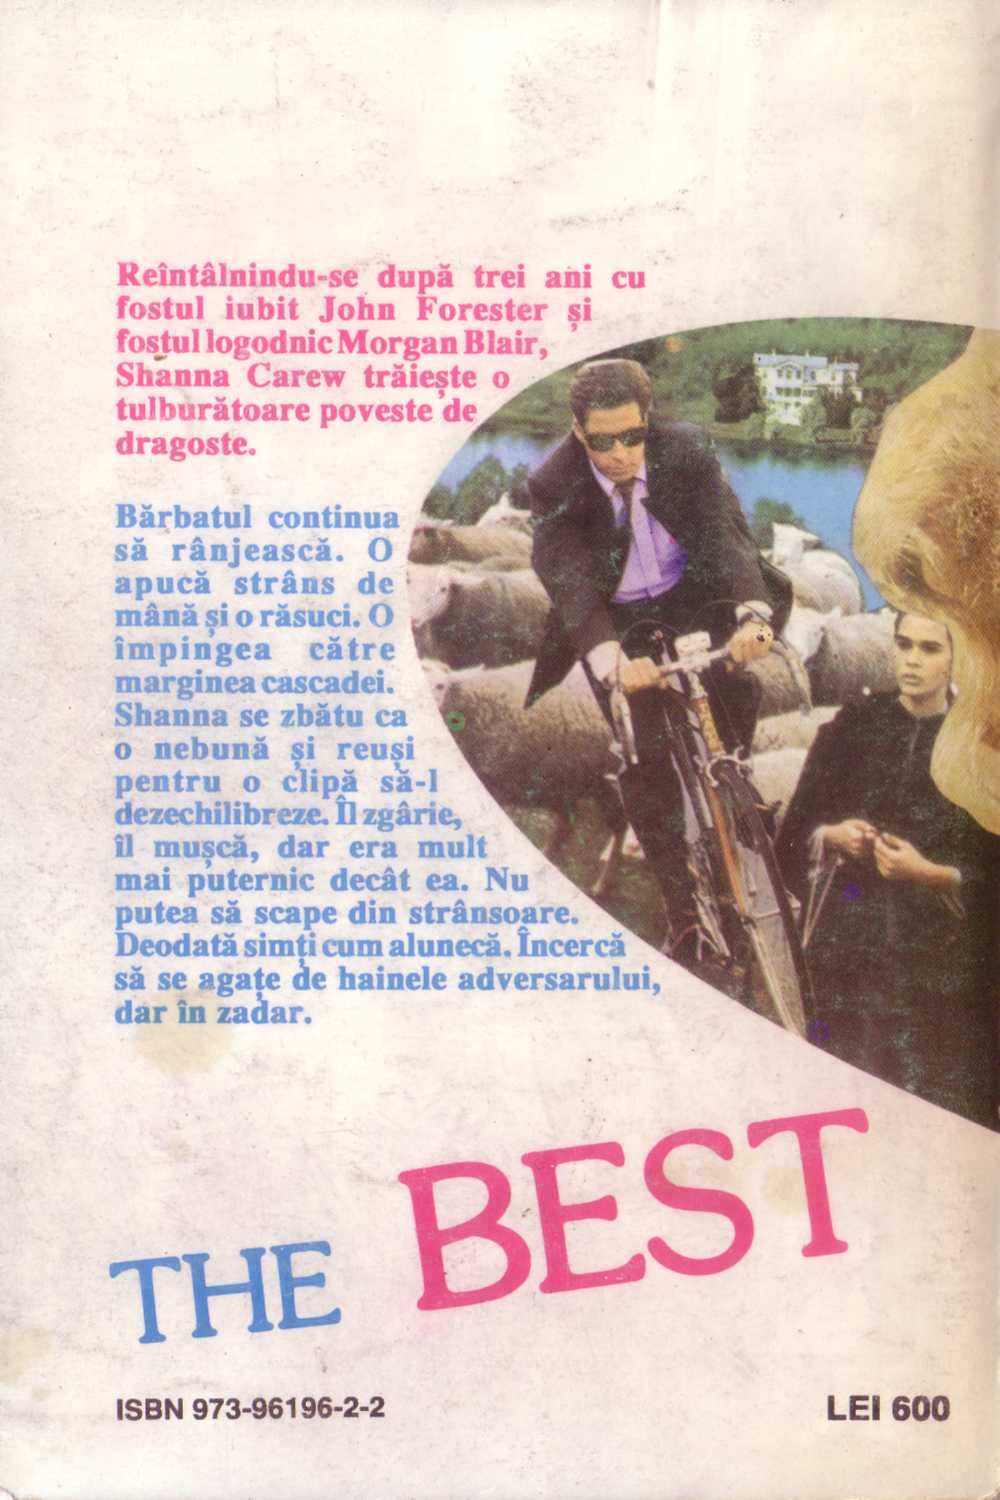 Reîntâlnindu-se după trei ani cu
fostul iubit John Forester și
fostul logodnic Morgan Blair,
Shanna Carew trăiește o
tulburătoare poveste de
dragoste.
Bărbatul continua
să rânjească. O
apucă strâns de
mână și o răsuci. O
împingea către
marginea cascadei.
Shanna se zbătu ca
o nebună și reuși
pentru o clipă să-l
dezechilibreze. Îl zgârie,
îl mușcă, dar era mult
mai puternic decât ea. Nu
putea să scape din strânsoare.
Deodată simți cum alunecă. Încercă
să se agațe de hainele adversarului,
dar în zadar.
THE BEST
ISBN 973-96196-2-2
LEI 600